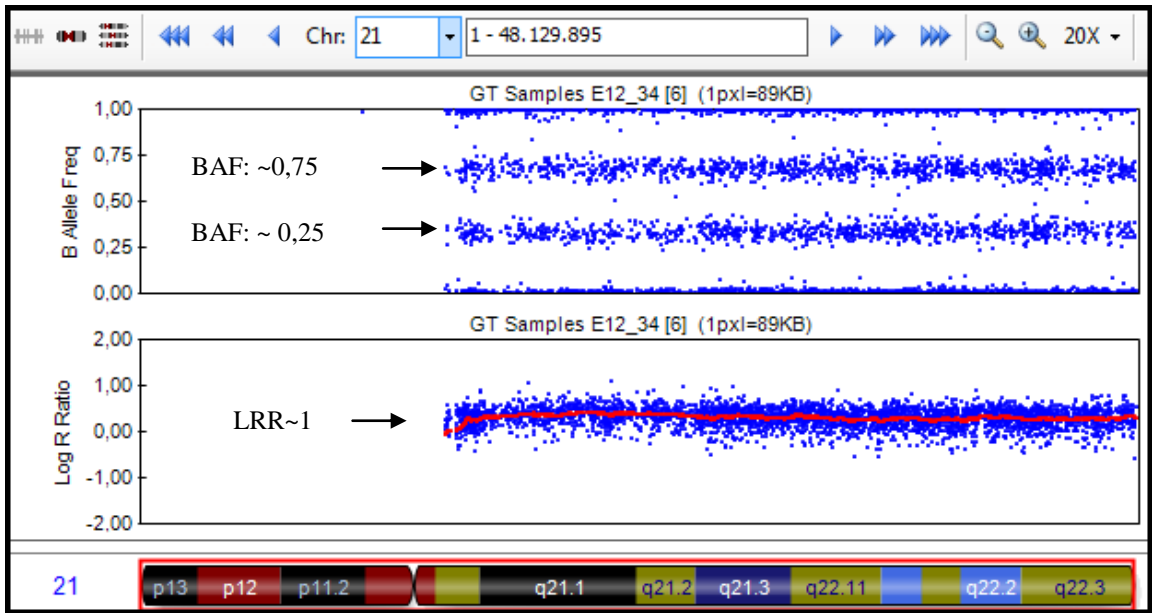 Chr: 21 1 - 48.129.895 20X
GT Samples E12_34 [6] (1pxl=89KB)
B Allele Freq
1,00
0,75
0,50
0,25
0.00
BAF: ~0,75
BAF: ~ 0,25
GT Samples E12_34 [6] (1pxl=89KB)
Log R Ratio
2,00
1,00
0,00
-1,00
-2,00
LRR~1
21 p13 p12 p11.2 q21.1 q21.2 q21.3 q22.11 q22.2 q22.3